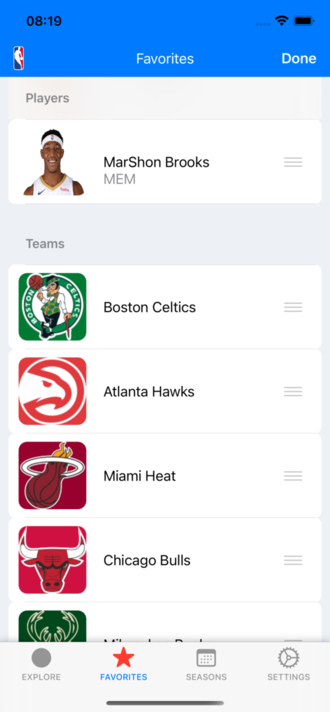 08:19
Favorites
Done
Players
MarShon Brooks
MEM
Teams
BOSTON CELTICS
Boston Celtics
Atlanta Hawks
Miami Heat
Chicago Bulls
EXPLORE
FAVORITES
SEASONS
SETTINGS